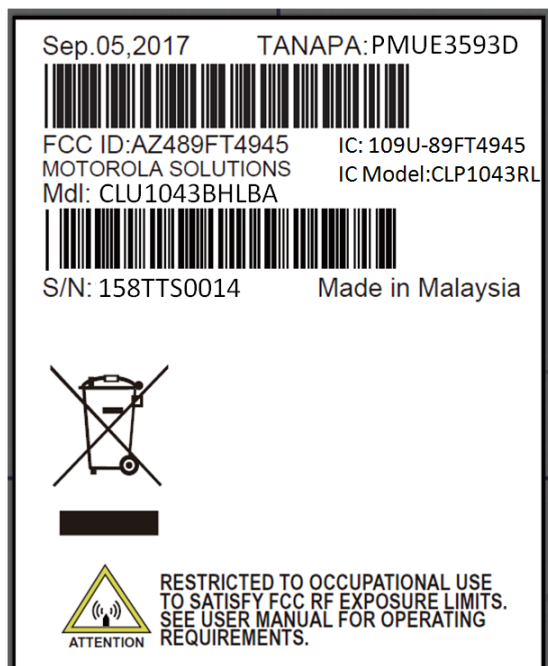 Sep.05,2017 TANAPA:PMUE3593D
FCC ID:AZ489FT4945 IC: 109U-89FT4945
MOTOROLA SOLUTIONS IC Model:CLP1043RL
Mdl: CLU1043BHLBA
S/N: 158TTS0014 Made in Malaysia
ATTENTION
RESTRICTED TO OCCUPATIONAL USE
TO SATISFY FCC RF EXPOSURE LIMITS.
SEE USER MANUAL FOR OPERATING
REQUIREMENTS.